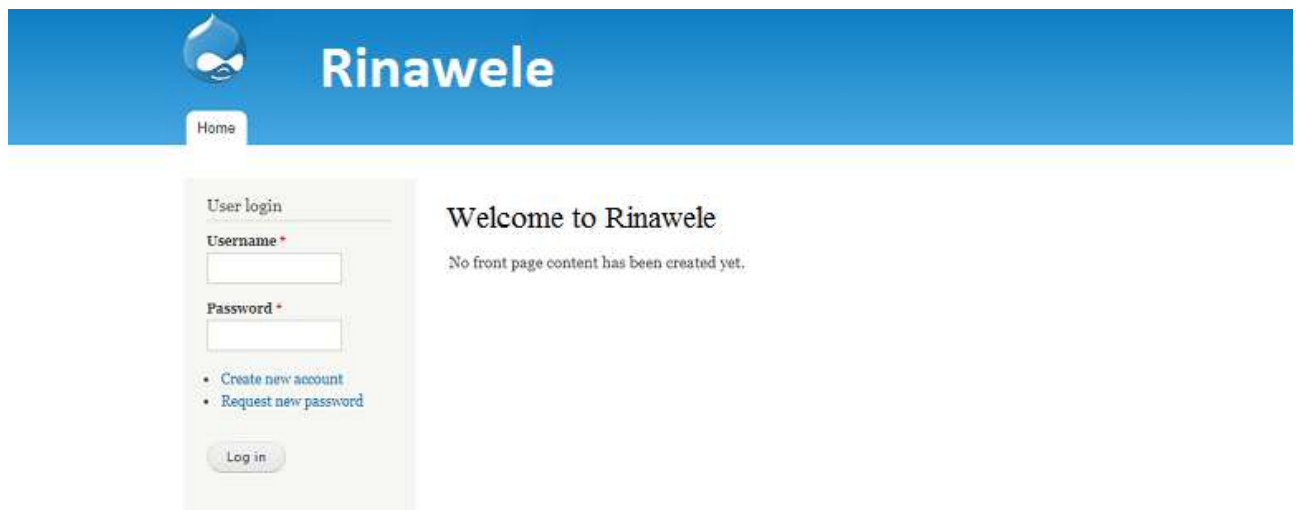 Rinawele
Home
User login
Username *
Password *
Create new account
Request new password
Log in
Welcome to Rinawele
No front page content has been created yet.